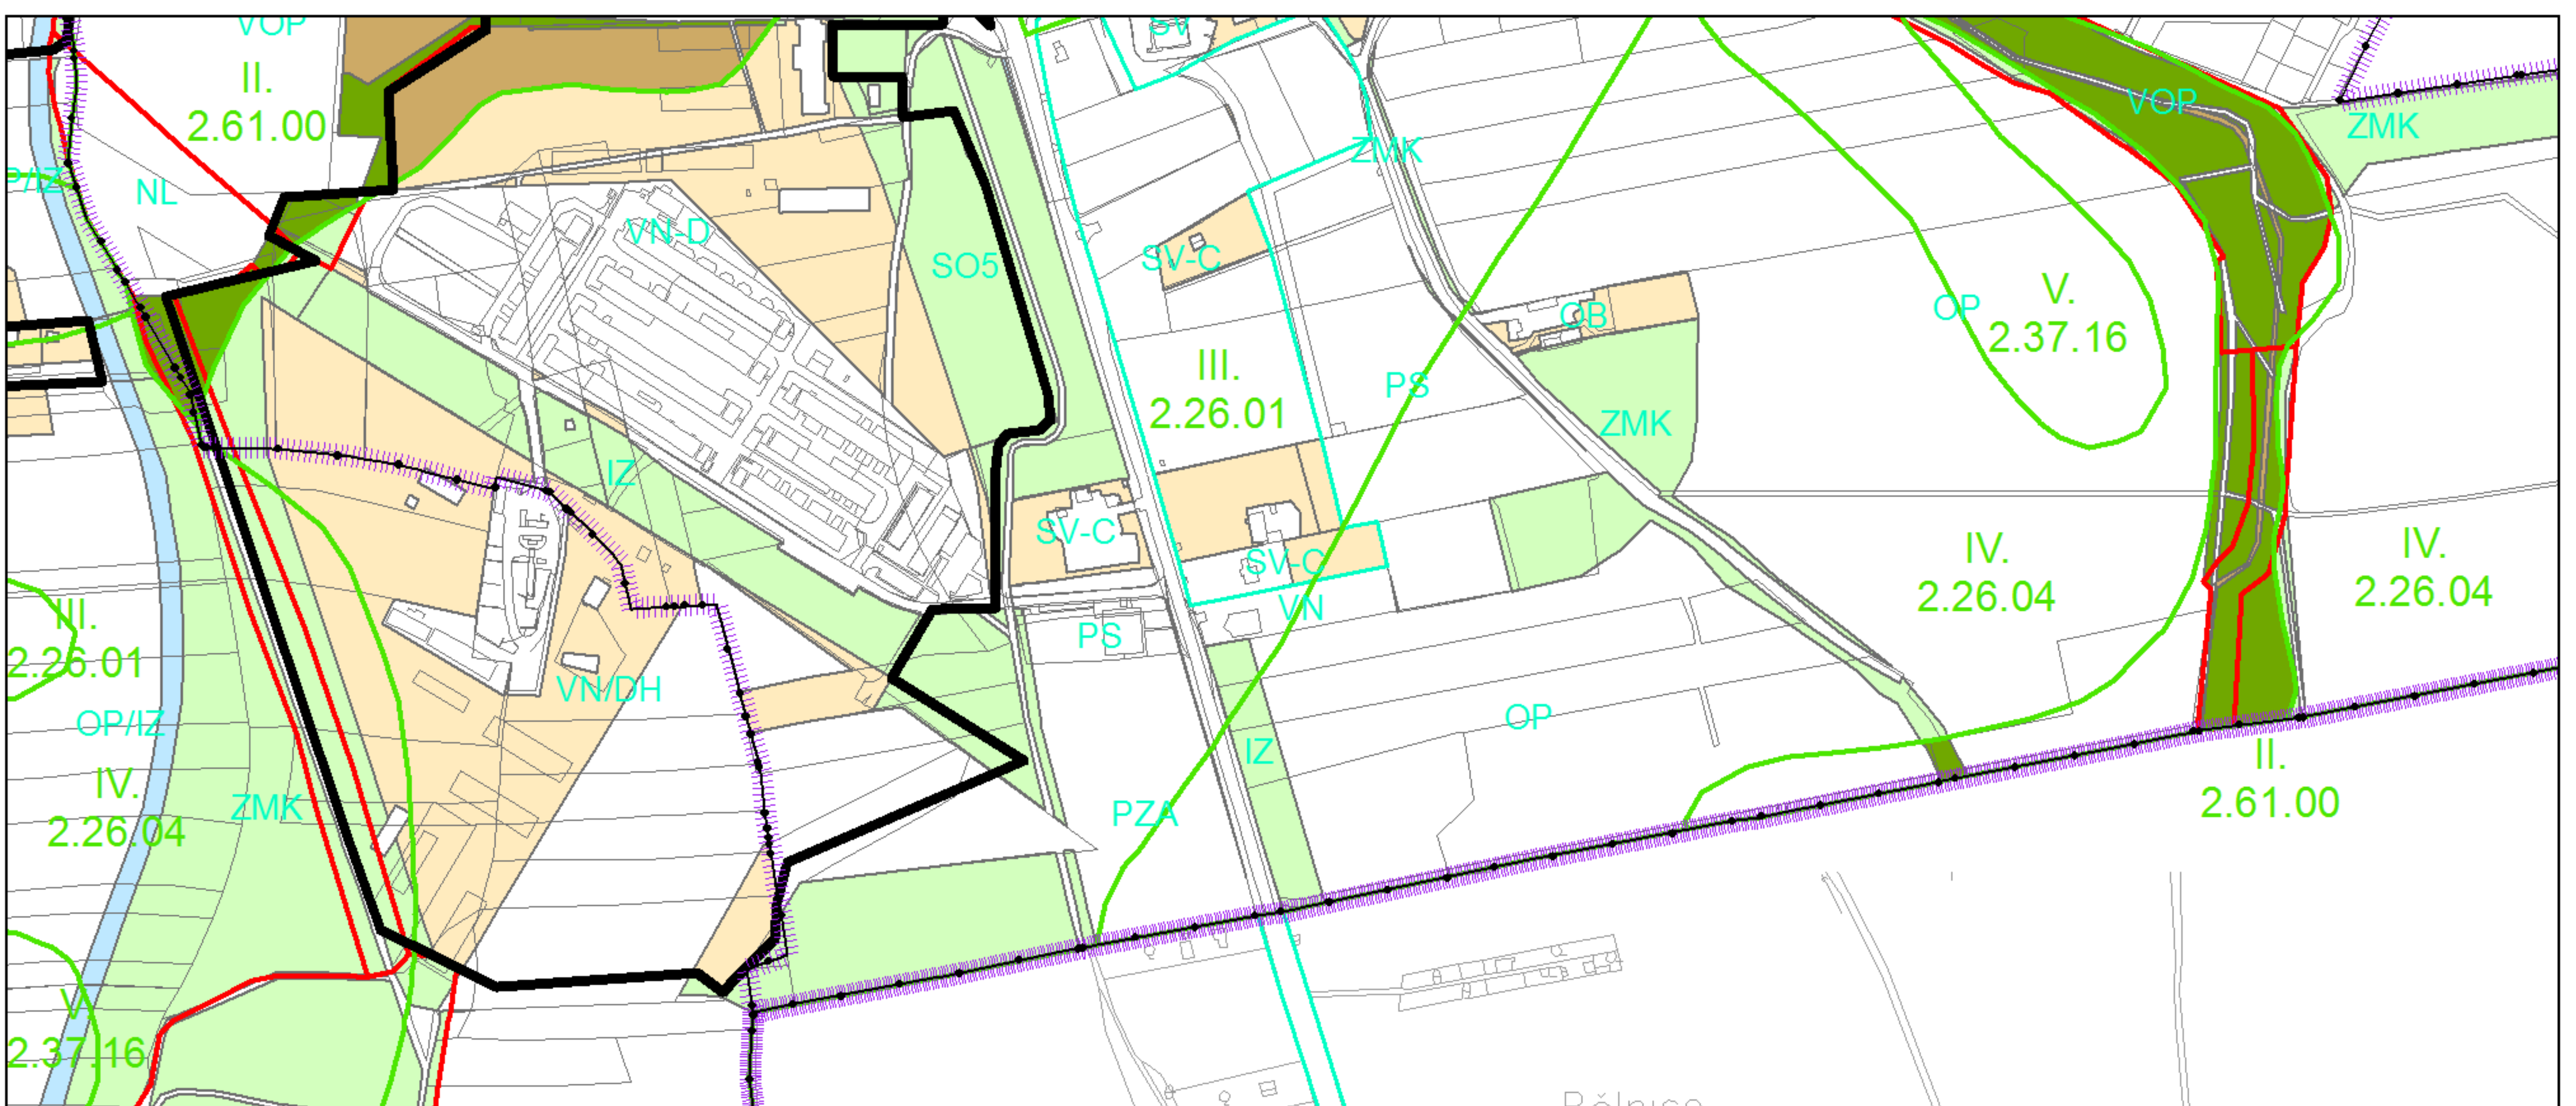 VOP
SV
II.
2.61.00
VOP
ZMK
ZMK
P/IZ
NL
VN-D
SO5
SV-C
OB
OP
V.
2.37.16
III.
2.26.01
PS
ZMK
IZ
SV-C
SV-C
VN
PS
IV.
2.26.04
IV.
2.26.04
III.
2.26.01
VN/DH
OP/IZ
OP
IZ
IV.
2.26.04
ZMK
PZA
II.
2.61.00
V.
2.37.16